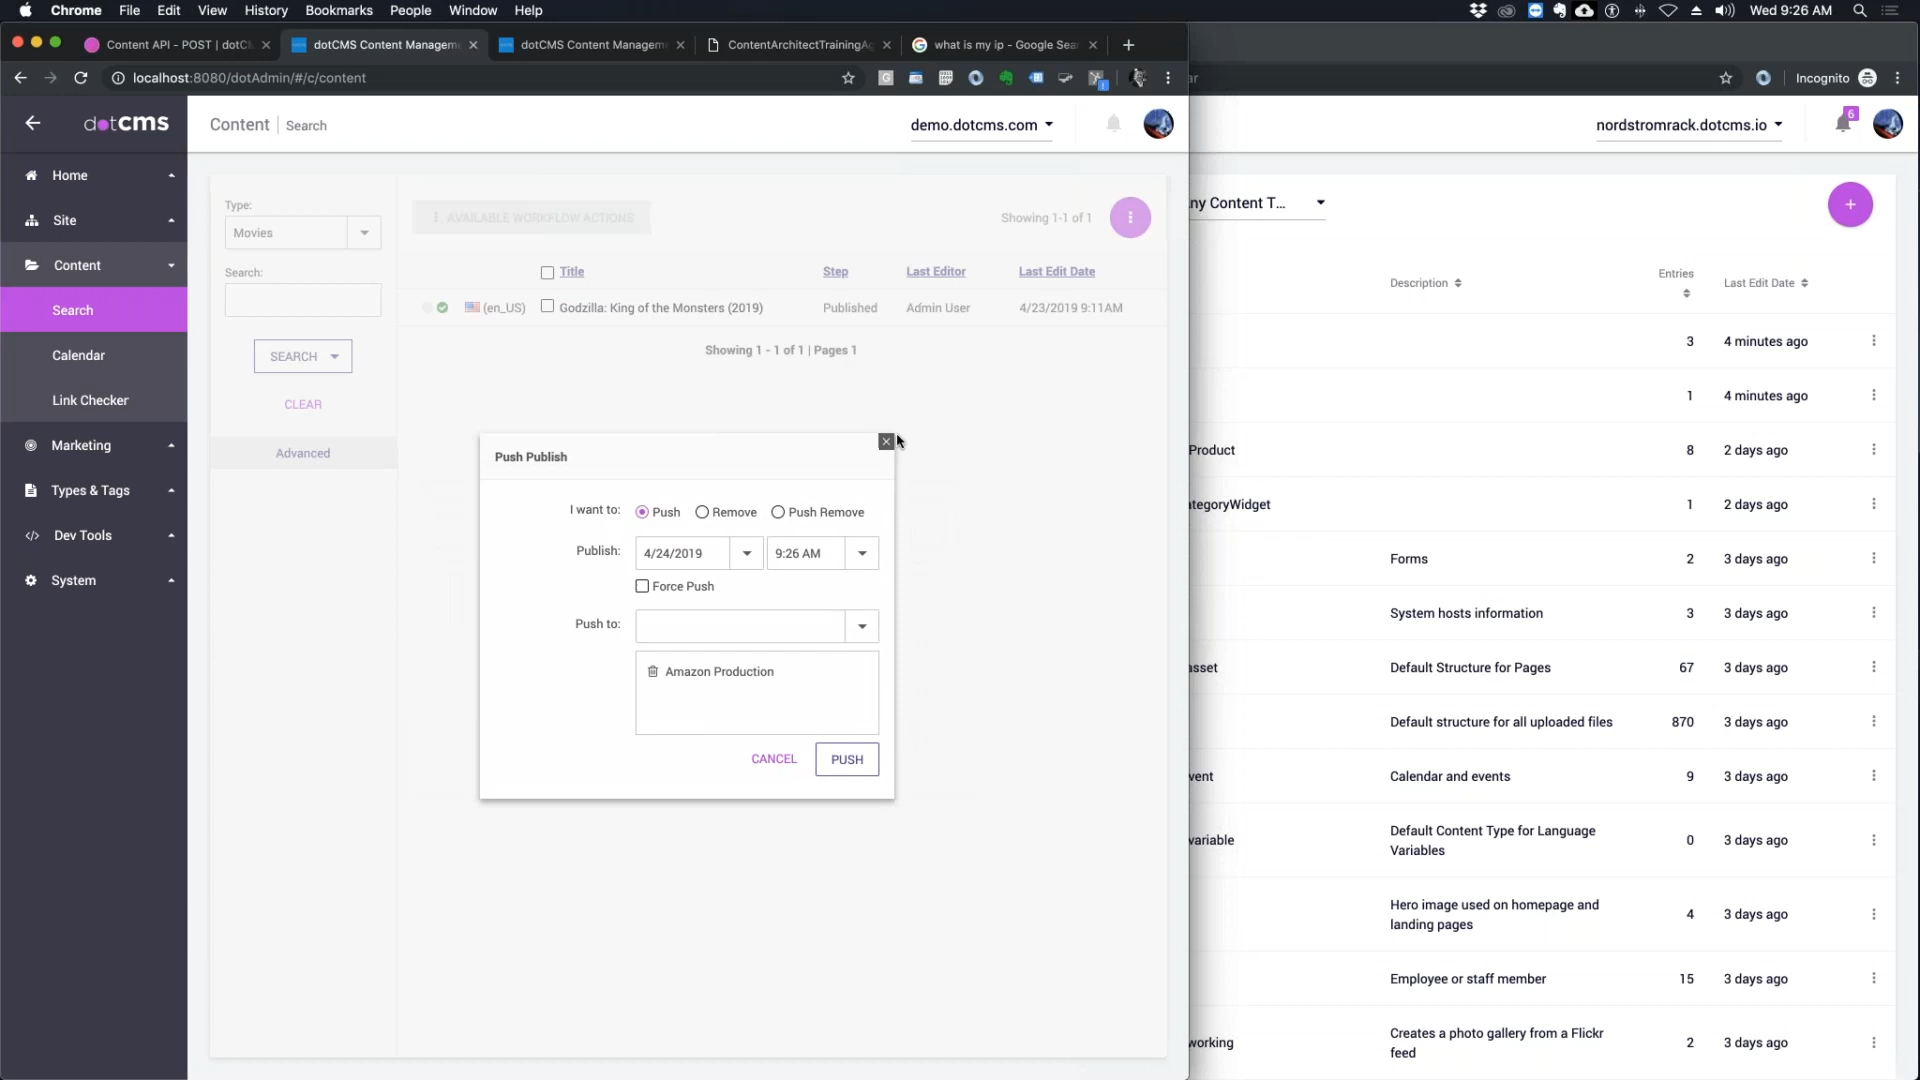 Chrome File Edit View History Bookmarks People Window Help
Wed 9:26 AM
Content API - POST | dotC
dotCMS Content Managem
dotCMS Content Managem
ContentArchitectTrainingAg
what is my ip - Google Sea
localhost:8080/dotAdmin/#/c/content
ar
Incognito
dotCMS
Content | Search
demo.dotcms.com
nordstromrack.dotcms.io
6
Home
Site
Content
Search
Calendar
Link Checker
Marketing
Types & Tags
Dev Tools
System
Type:
Movies
Search:
SEARCH
CLEAR
Advanced
AVAILABLE WORKFLOW ACTIONS
Showing 1-1 of 1
Title Step Last Editor Last Edit Date
(en_US) Godzilla: King of the Monsters (2019) Published Admin User 4/23/2019 9:11AM
Showing 1 - 1 of 1 | Pages 1
Push Publish
I want to: Push Remove Push Remove
Publish: 4/24/2019 9:26 AM
Force Push
Push to:
Amazon Production
CANCEL PUSH
ny Content T...
+
Description Entries Last Edit Date
3 4 minutes ago
1 4 minutes ago
Product 8 2 days ago
ategoryWidget 1 2 days ago
Forms 2 3 days ago
System hosts information 3 3 days ago
asset Default Structure for Pages 67 3 days ago
Default structure for all uploaded files 870 3 days ago
vent Calendar and events 9 3 days ago
variable Default Content Type for Language
Variables 0 3 days ago
Hero image used on homepage and
landing pages 4 3 days ago
Employee or staff member 15 3 days ago
working Creates a photo gallery from a Flickr
feed 2 3 days ago